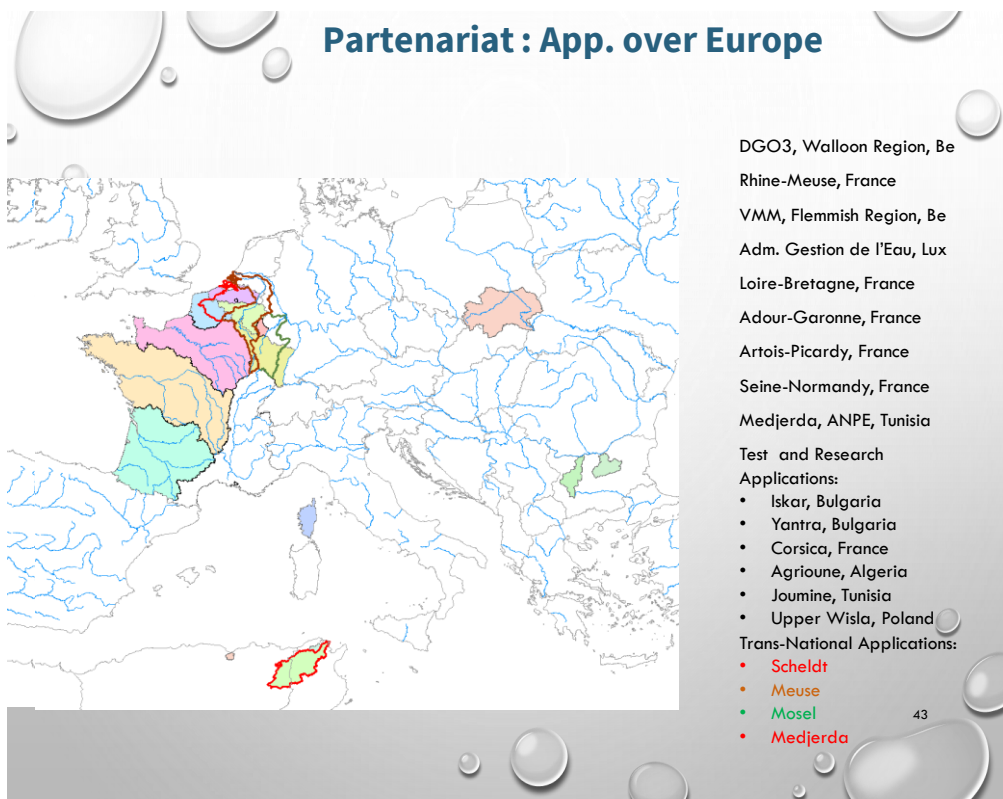 Partenariat : App. over Europe
DGO3, Walloon Region, Be
Rhine-Meuse, France
VMM, Flemmish Region, Be
Adm. Gestion de l'Eau, Lux
Loire-Bretagne, France
Adour-Garonne, France
Artois-Picardy, France
Seine-Normandy, France
Medjerda, ANPE, Tunisia
Test and Research
Applications:
• Iskar, Bulgaria
• Yantra, Bulgaria
• Corsica, France
• Agrioune, Algeria
• Joumine, Tunisia
• Upper Wisla, Poland
Trans-National Applications:
• Scheldt
• Meuse
• Mosel
• Medjerda
43